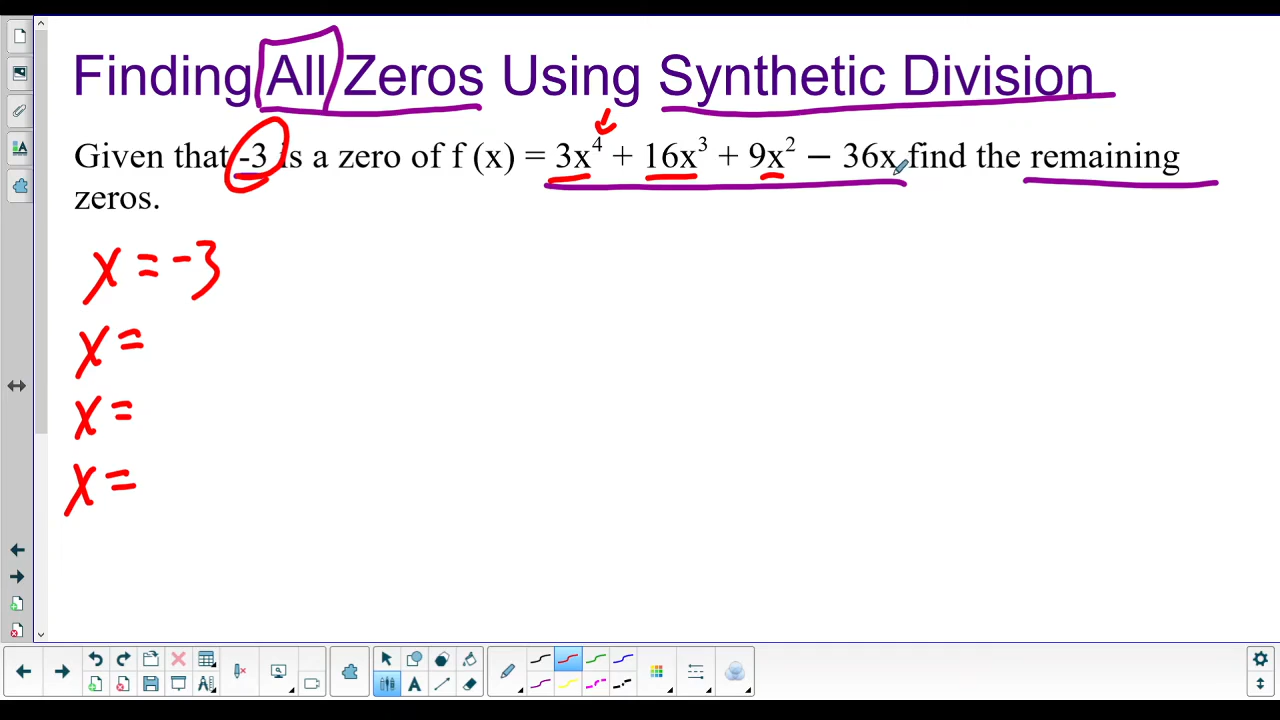 Finding All Zeros Using Synthetic Division
Given that -3 is a zero of f (x) = 3x⁴ + 16x³ + 9x² − 36x find the remaining
zeros.
x = -3
x =
x =
x =